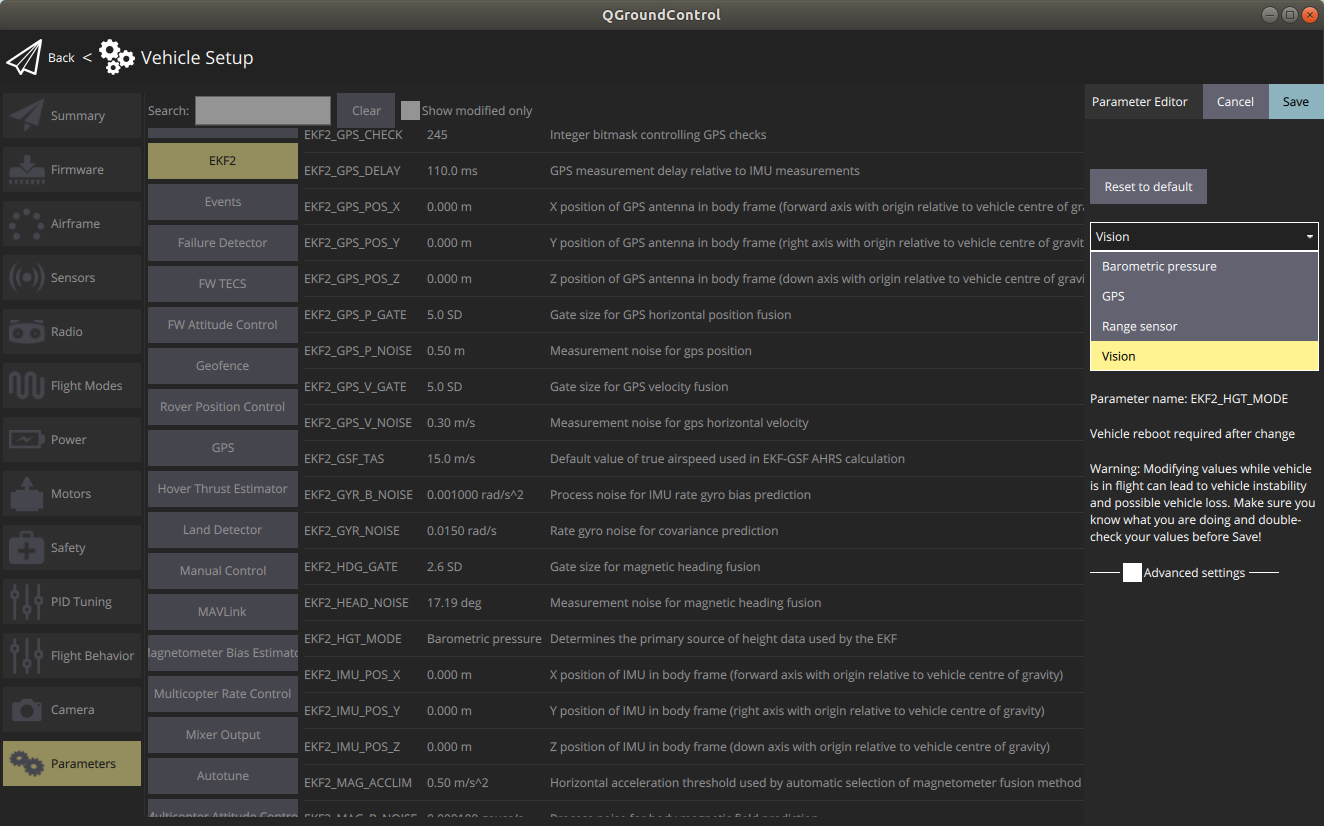 QGroundControl
Back < Vehicle Setup
Summary
Firmware
Airframe
Sensors
Radio
Flight Modes
Power
Motors
Safety
PID Tuning
Flight Behavior
Camera
Parameters
Search: Clear Show modified only
EKF2
Events
Failure Detector
FW TECS
FW Attitude Control
Geofence
Rover Position Control
GPS
Hover Thrust Estimator
Land Detector
Manual Control
MAVLink
lagnetometer Bias Estimato
Multicopter Rate Control
Mixer Output
Autotune
Multicopter Attitude Contro
EKF2_GPS_CHECK 245 Integer bitmask controlling GPS checks
EKF2_GPS_DELAY 110.0 ms GPS measurement delay relative to IMU measurements
EKF2_GPS_POS_X 0.000 m X position of GPS antenna in body frame (forward axis with origin relative to vehicle centre of gra
EKF2_GPS_POS_Y 0.000 m Y position of GPS antenna in body frame (right axis with origin relative to vehicle centre of gravit
EKF2_GPS_POS_Z 0.000 m Z position of GPS antenna in body frame (down axis with origin relative to vehicle centre of gravi
EKF2_GPS_P_GATE 5.0 SD Gate size for GPS horizontal position fusion
EKF2_GPS_P_NOISE 0.50 m Measurement noise for gps position
EKF2_GPS_V_GATE 5.0 SD Gate size for GPS velocity fusion
EKF2_GPS_V_NOISE 0.30 m/s Measurement noise for gps horizontal velocity
EKF2_GSF_TAS 15.0 m/s Default value of true airspeed used in EKF-GSF AHRS calculation
EKF2_GYR_B_NOISE 0.001000 rad/s^2 Process noise for IMU rate gyro bias prediction
EKF2_GYR_NOISE 0.0150 rad/s Rate gyro noise for covariance prediction
EKF2_HDG_GATE 2.6 SD Gate size for magnetic heading fusion
EKF2_HEAD_NOISE 17.19 deg Measurement noise for magnetic heading fusion
EKF2_HGT_MODE Barometric pressure Determines the primary source of height data used by the EKF
EKF2_IMU_POS_X 0.000 m X position of IMU in body frame (forward axis with origin relative to vehicle centre of gravity)
EKF2_IMU_POS_Y 0.000 m Y position of IMU in body frame (right axis with origin relative to vehicle centre of gravity)
EKF2_IMU_POS_Z 0.000 m Z position of IMU in body frame (down axis with origin relative to vehicle centre of gravity)
EKF2_MAG_ACCLIM 0.50 m/s^2 Horizontal acceleration threshold used by automatic selection of magnetometer fusion method
EKF2_MAG_B_NOISE 0.000100 gauss/s Process noise for body magnetic field prediction
Parameter Editor Cancel Save
Reset to default
Vision
Barometric pressure
GPS
Range sensor
Vision
Parameter name: EKF2_HGT_MODE
Vehicle reboot required after change
Warning: Modifying values while vehicle
is in flight can lead to vehicle instability
and possible vehicle loss. Make sure you
know what you are doing and double-
check your values before Save!
Advanced settings